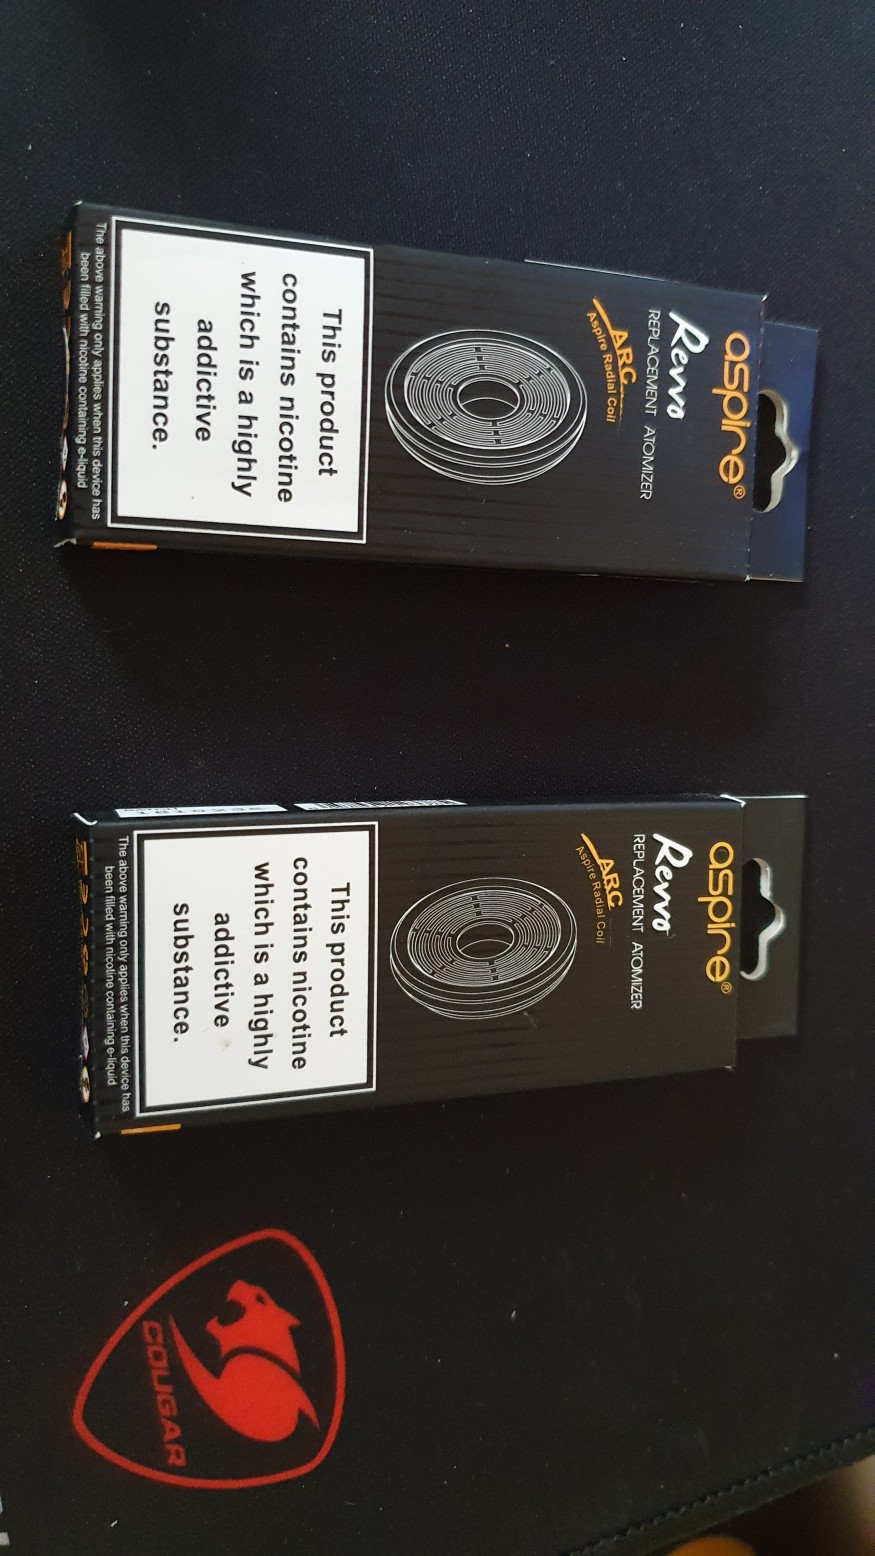 aspire®
Revvo
REPLACEMENT ATOMIZER
ARC
Aspire Radial Coil
This product
contains nicotine
which is a highly
addictive
substance.
The above warning only applies when this device has
been filled with nicotine containing e-liquid
aspire®
Revvo
REPLACEMENT ATOMIZER
ARC
Aspire Radial Coil
This product
contains nicotine
which is a highly
addictive
substance.
The above warning only applies when this device has
been filled with nicotine containing e-liquid
COUGAR